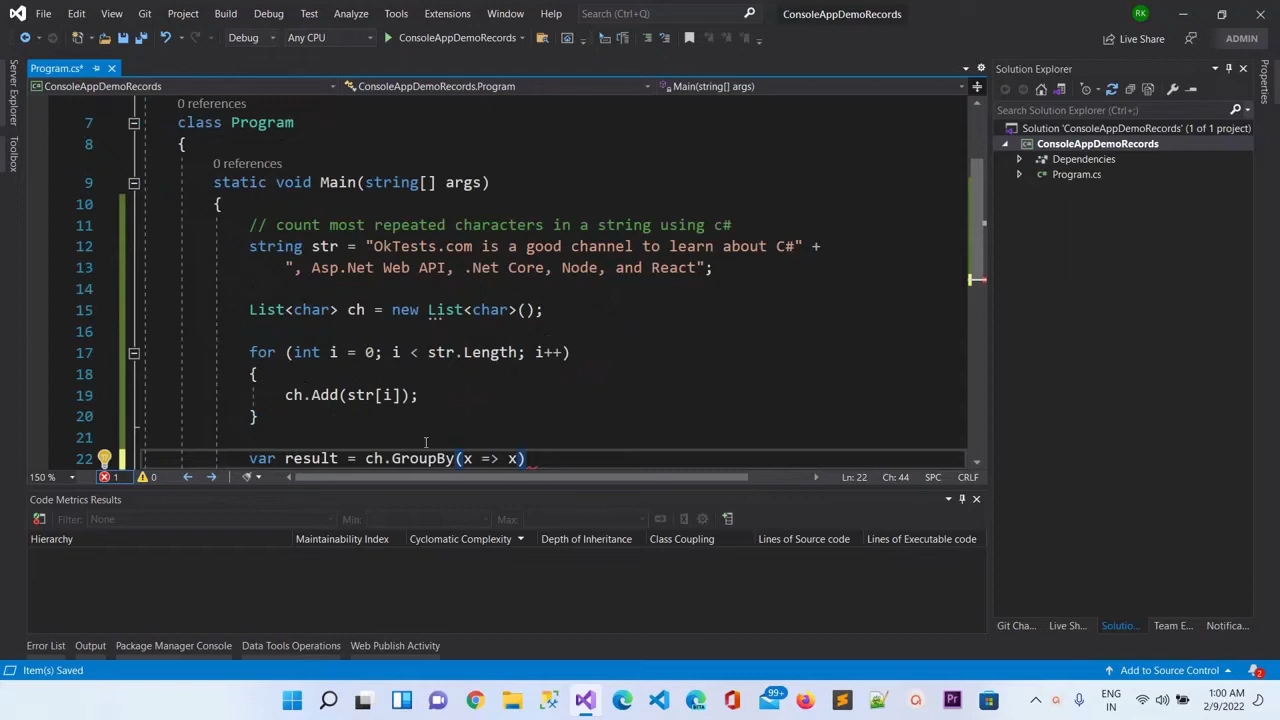 File Edit View Git Project Build Debug Test Analyze Tools Extensions Window Help Search (Ctrl+Q) ConsoleAppDemoRecords RK
Debug Any CPU ConsoleAppDemoRecords Live Share ADMIN
Server Explorer
Toolbox
Program.cs*
ConsoleAppDemoRecords ConsoleAppDemoRecords.Program Main(string[] args)
0 references
7 class Program
8 {
0 references
9 static void Main(string[] args)
10 {
11 // count most repeated characters in a string using c#
12 string str = "OkTests.com is a good channel to learn about C#" +
13 ", Asp.Net Web API, .Net Core, Node, and React";
14
15 List<char> ch = new List<char>();
16
17 for (int i = 0; i < str.Length; i++)
18 {
19 ch.Add(str[i]);
20 }
21
22 var result = ch.GroupBy(x => x)
150 % 1 0 Ln: 22 Ch: 44 SPC CRLF
Code Metrics Results
Filter: None Min: Max:
Hierarchy Maintainability Index Cyclomatic Complexity Depth of Inheritance Class Coupling Lines of Source code Lines of Executable code
Error List Output Package Manager Console Data Tools Operations Web Publish Activity
Solution Explorer
Search Solution Explorer (Ctrl+;)
Solution 'ConsoleAppDemoRecords' (1 of 1 project)
ConsoleAppDemoRecords
Dependencies
Program.cs
Git Cha... Live Sh... Solutio... Team E... Notifica...
Properties
Item(s) Saved Add to Source Control 2
99+ Pr ENG IN 1:00 AM 2/9/2022